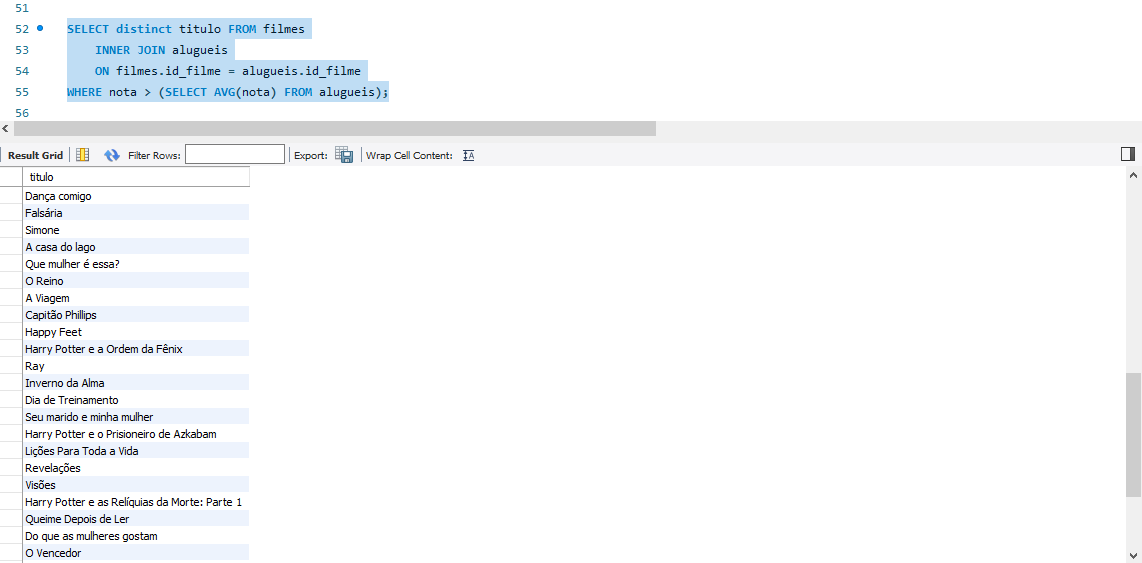 51
52 SELECT distinct titulo FROM filmes
53 INNER JOIN alugueis
54 ON filmes.id_filme = alugueis.id_filme
55 WHERE nota > (SELECT AVG(nota) FROM alugueis);
56
Result Grid Filter Rows: Export: Wrap Cell Content:
titulo
Dança comigo
Falsária
Simone
A casa do lago
Que mulher é essa?
O Reino
A Viagem
Capitão Phillips
Happy Feet
Harry Potter e a Ordem da Fênix
Ray
Inverno da Alma
Dia de Treinamento
Seu marido e minha mulher
Harry Potter e o Prisioneiro de Azkabam
Lições Para Toda a Vida
Revelações
Visões
Harry Potter e as Relíquias da Morte: Parte 1
Queime Depois de Ler
Do que as mulheres gostam
O Vencedor